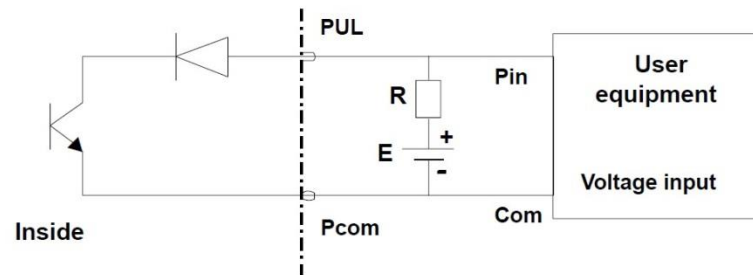 PUL
Pin
User
equipment
R
+
E
-
Voltage input
Com
Inside
Pcom